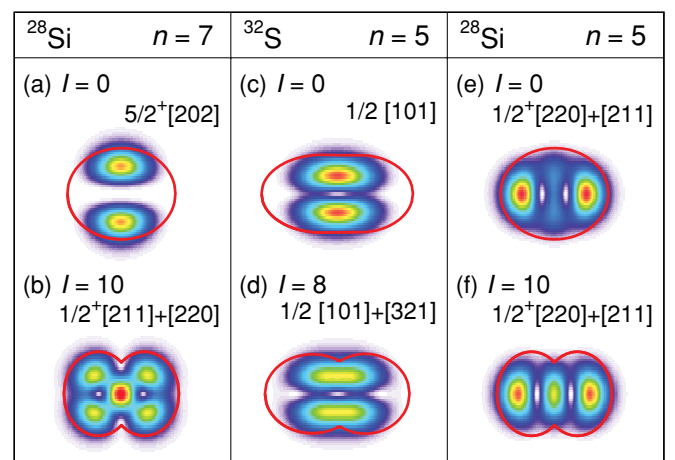 ²⁸Si n = 7
³²S n = 5
²⁸Si n = 5
(a) I = 0
5/2⁺[202]
(c) I = 0
1/2 [101]
(e) I = 0
1/2⁺[220]+[211]
(b) I = 10
1/2⁺[211]+[220]
(d) I = 8
1/2 [101]+[321]
(f) I = 10
1/2⁺[220]+[211]